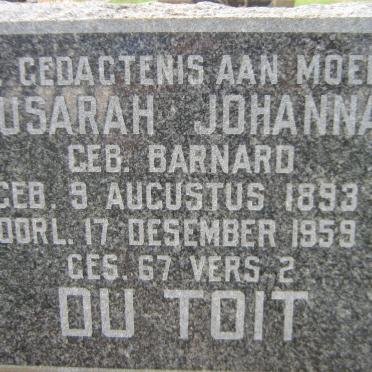 GEDAGTENIS AAN MOE
USARAH JOHANNA
GEB. BARNARD
GEB. 9 AUGUSTUS 1893
OORL. 17 DESEMBER 1959
GES. 67 VERS. 2
DU TOIT